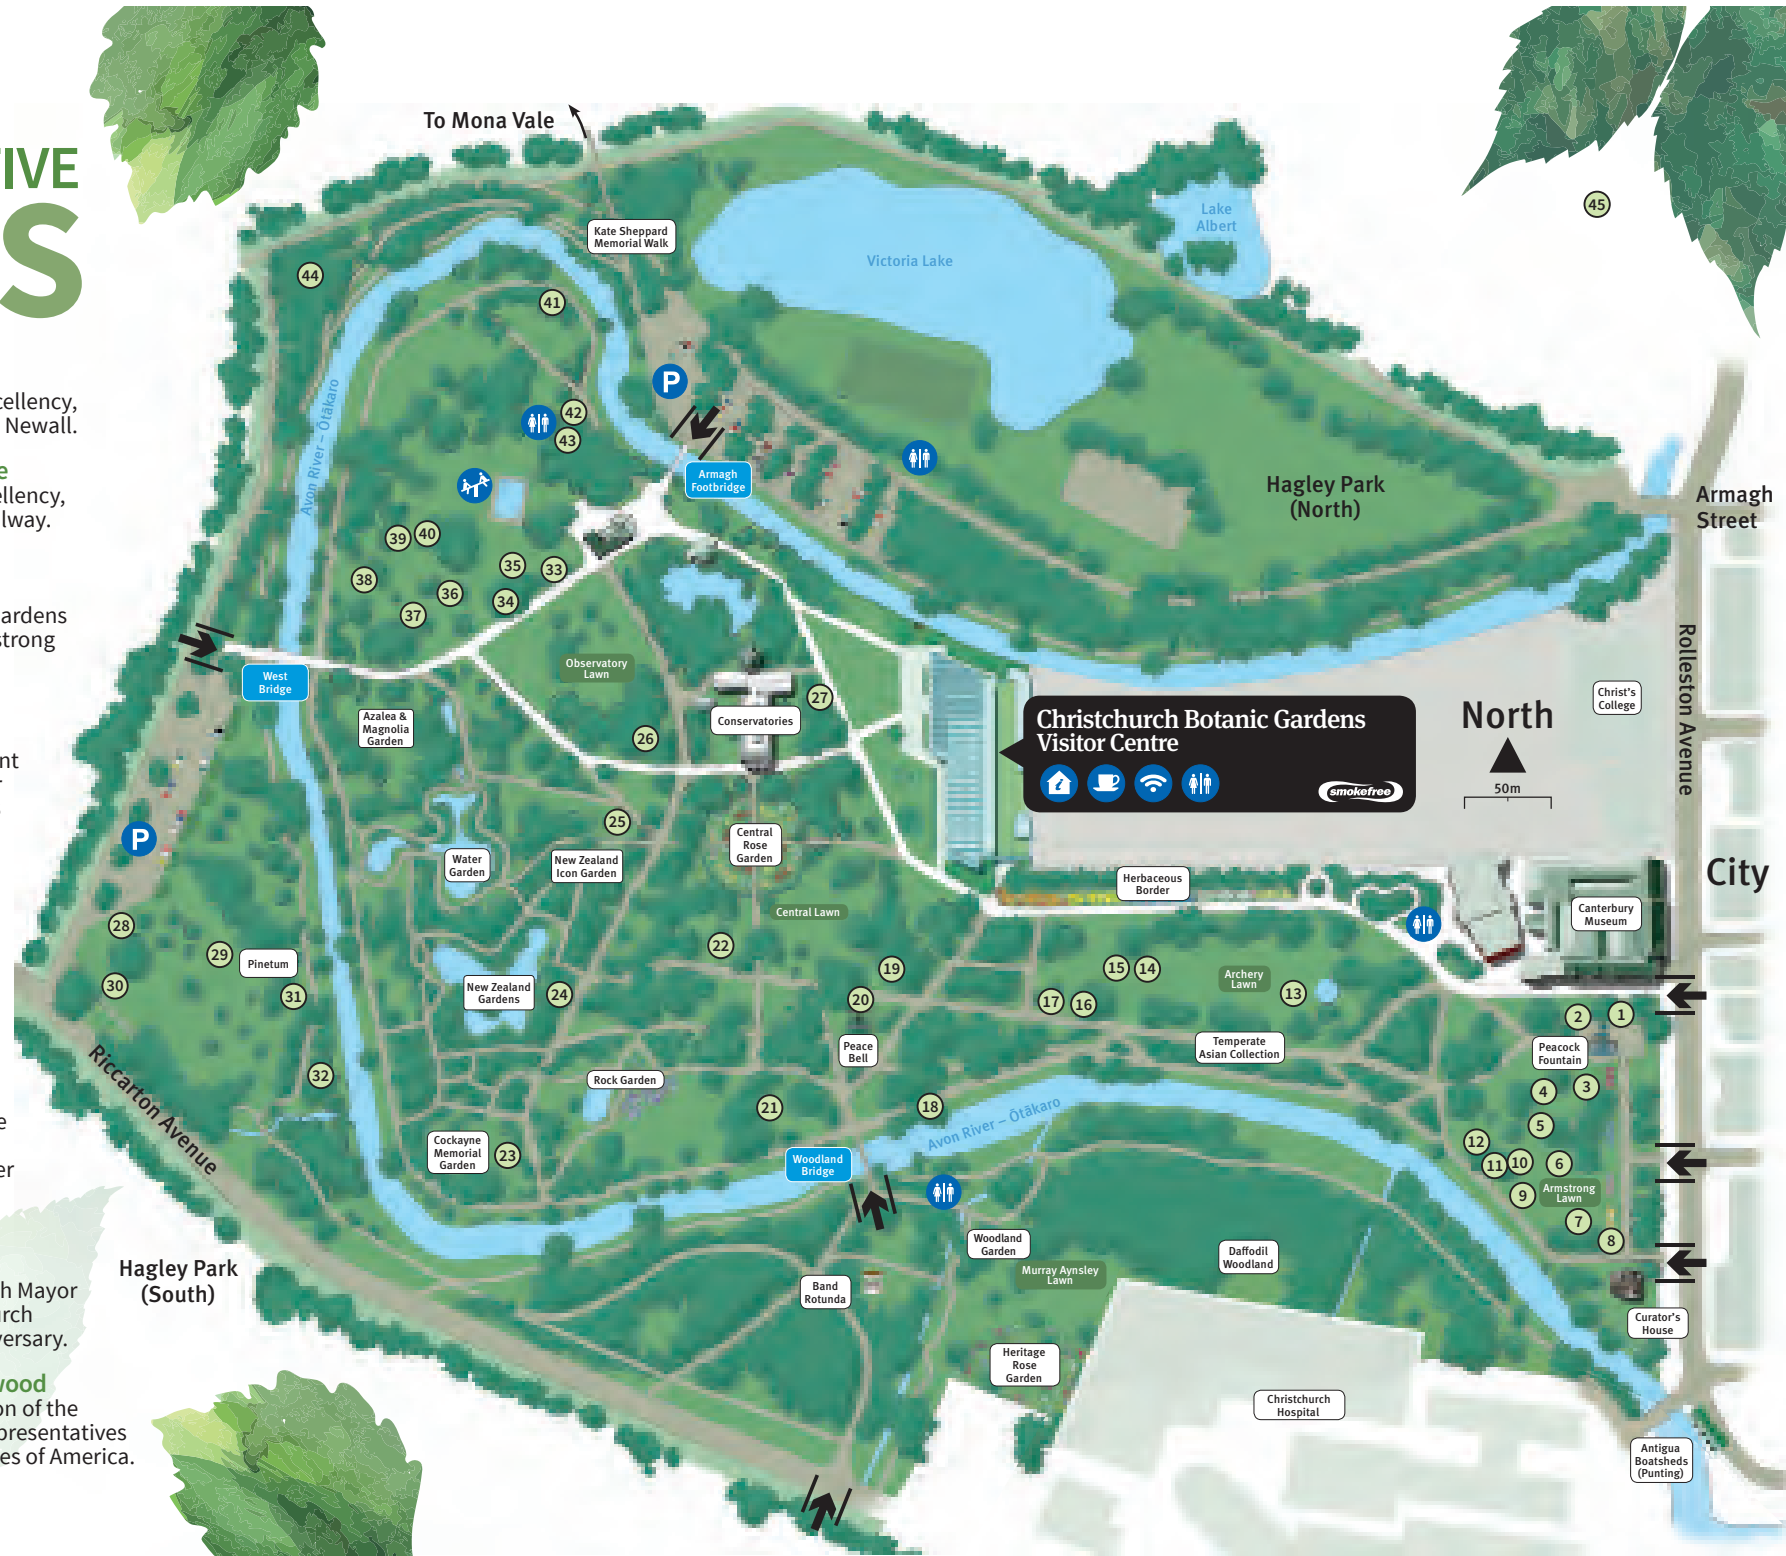 TIVE
S
cellency,
Newall.
e
ellency,
lway.
ardens
strong
nt
r
e
er
h Mayor
urch
versary.
wood
on of the
presentatives
es of America.
To Mona Vale
Kate Sheppard
Memorial Walk
Victoria Lake
Lake
Albert
45
44
41
P
42
43
Avon River – Ōtākaro
Armagh
Footbridge
Hagley Park
(North)
Armagh
Street
39
40
38
35
33
36
34
37
West
Bridge
Observatory
Lawn
27
Conservatories
Azalea &
Magnolia
Garden
26
Christchurch Botanic Gardens
Visitor Centre
i
smokefree
North
50m
Christ's
College
Rolleston Avenue
P
25
Water
Garden
New Zealand
Icon Garden
Central
Rose
Garden
Central Lawn
Herbaceous
Border
Canterbury
Museum
City
28
29
Pinetum
30
31
22
19
20
New Zealand
Gardens
24
15
14
17
16
Archery
Lawn
13
Peace
Bell
Temperate
Asian Collection
2
1
Peacock
Fountain
4
3
5
12
11
10
6
9
Armstrong
Lawn
7
8
32
Riccarton Avenue
Rock Garden
21
18
Avon River – Ōtākaro
Cockayne
Memorial
Garden
23
Woodland
Bridge
Woodland
Garden
Murray Aynsley
Lawn
Daffodil
Woodland
Hagley Park
(South)
Band
Rotunda
Heritage
Rose
Garden
Christchurch
Hospital
Curator's
House
Antigua
Boatsheds
(Punting)